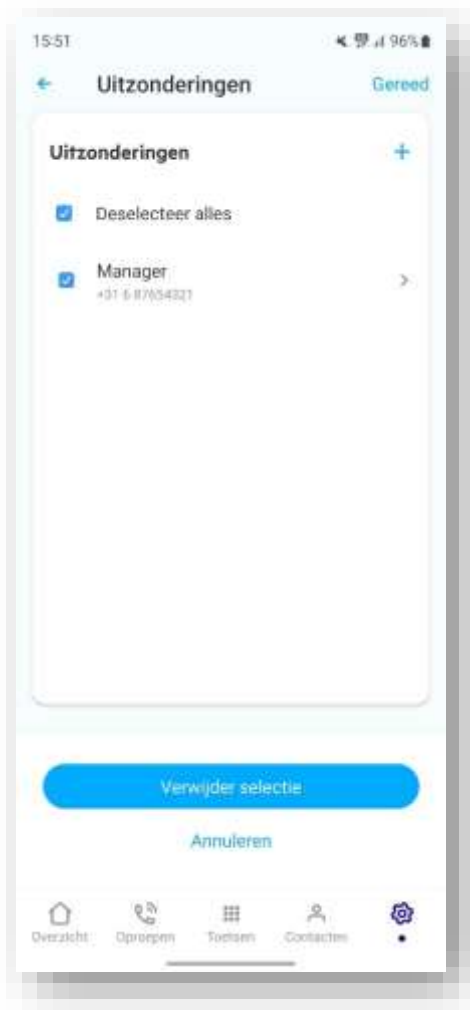 15:51 96%
Uitzonderingen Gereed
Uitzonderingen +
Deselecteer alles
Manager
+31 6 87654321
Verwijder selectie
Annuleren
Overzicht Oproepen Toetsen Contacten